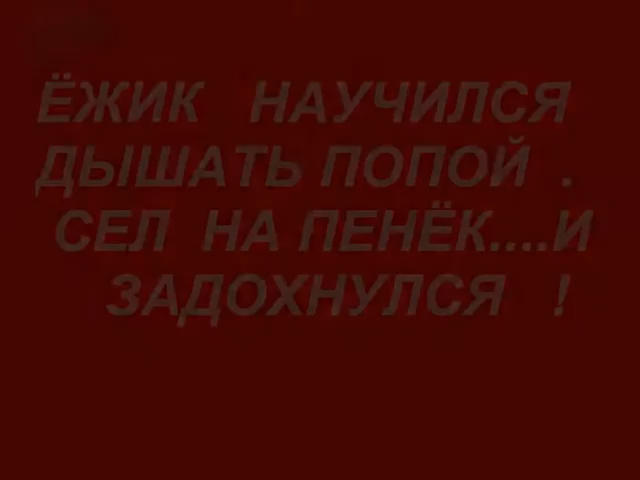 ЁЖИК НАУЧИЛСЯ
ДЫШАТЬ ПОПОЙ .
СЕЛ НА ПЕНЁК....И
ЗАДОХНУЛСЯ !